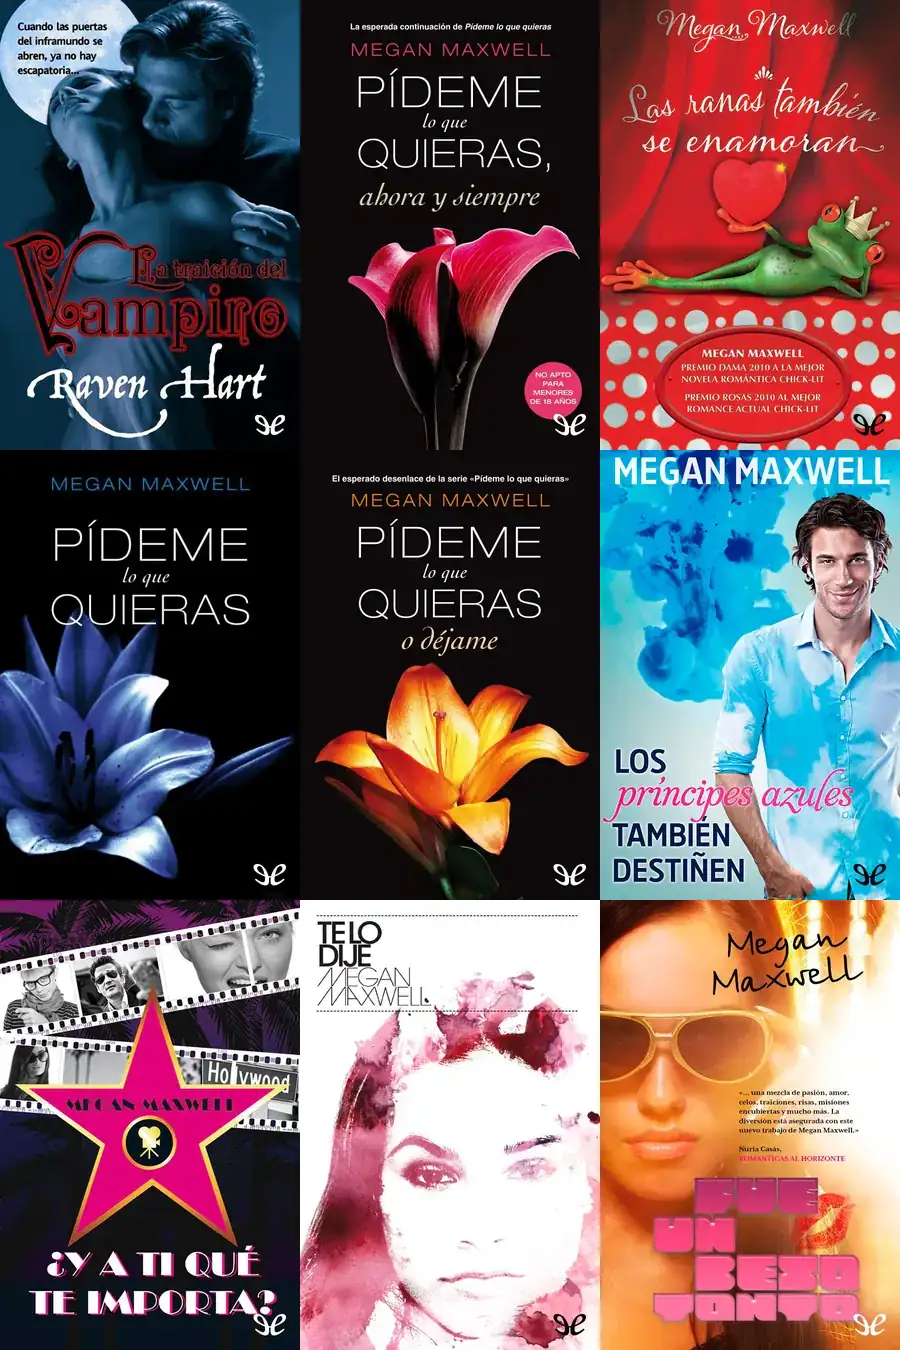 Cuando las puertas
del inframundo se
abren, ya no hay
escapatoria...
La traición del
Vampiro
Raven Hart
La esperada continuación de Pídeme lo que quieras
MEGAN MAXWELL
PÍDEME
lo que
QUIERAS,
ahora y siempre
NO APTO
PARA
MENORES
DE 18 AÑOS
Megan Maxwell
Las ranas también
se enamoran
MEGAN MAXWELL
PREMIO DAMA 2010 A LA MEJOR
NOVELA ROMÁNTICA CHICK-LIT
PREMIO ROSAS 2010 AL MEJOR
ROMANCE ACTUAL CHICK-LIT
MEGAN MAXWELL
PÍDEME
lo que
QUIERAS
El esperado desenlace de la serie «Pídeme lo que quieras»
MEGAN MAXWELL
PÍDEME
lo que
QUIERAS
o déjame
MEGAN MAXWELL
LOS
príncipes azules
TAMBIÉN
DESTIÑEN
Hollywood
MEGAN MAXWELL
¿Y A TI QUÉ
TE IMPORTA?
TE LO
DIJE
MEGAN
MAXWELL
Megan
Maxwell
«... una mezcla de pasión, amor,
celos, traiciones, risas, misiones
encubiertas y mucho más. La
diversión está asegurada con este
nuevo trabajo de Megan Maxwell.»
Nuria Casas,
ROMÁNTICAS AL HORIZONTE
FUE
UN
BESO
TONTO